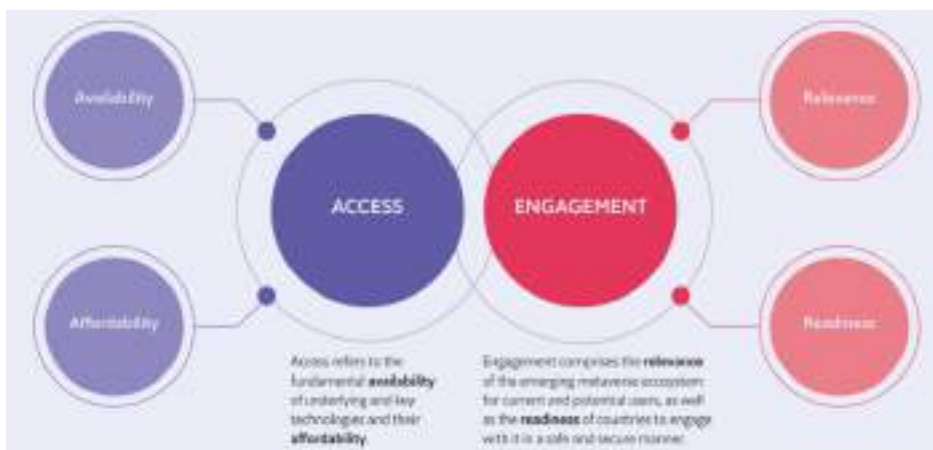 Availability
Relevance
ACCESS
ENGAGEMENT
Affordability
Readiness
Access refers to the
fundamental availability
of underlying and key
technologies and their
affordability.
Engagement comprises the relevance
of the emerging metaverse ecosystem
for current and potential users, as well
as the readiness of countries to engage
with it in a safe and secure manner.